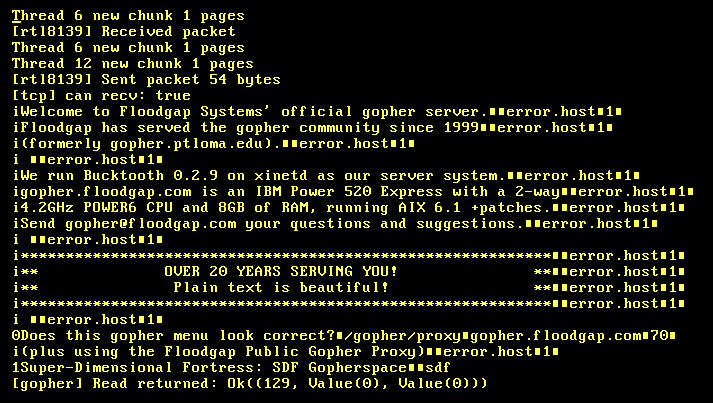 Thread 6 new chunk 1 pages
[rtl8139] Received packet
Thread 6 new chunk 1 pages
Thread 12 new chunk 1 pages
[rtl8139] Sent packet 54 bytes
[tcp] can recv: true
iWelcome to Floodgap Systems' official gopher server.■■error.host■1■
iFloodgap has served the gopher community since 1999■■error.host■1■
i(formerly gopher.ptloma.edu).■■error.host■1■
i ■■error.host■1■
iWe run Bucktooth 0.2.9 on xinetd as our server system.■■error.host■1■
igopher.floodgap.com is an IBM Power 520 Express with a 2-way■■error.host■1■
i4.2GHz POWER6 CPU and 8GB of RAM, running AIX 6.1 +patches.■■error.host■1■
iSend gopher@floodgap.com your questions and suggestions.■■error.host■1■
i ■■error.host■1■
i***********************************************************■■error.host■1■
i**              OVER 20 YEARS SERVING YOU!               **■■error.host■1■
i**               Plain text is beautiful!                **■■error.host■1■
i***********************************************************■■error.host■1■
i ■■error.host■1■
0Does this gopher menu look correct?■/gopher/proxy■gopher.floodgap.com■70■
i(plus using the Floodgap Public Gopher Proxy)■■error.host■1■
1Super-Dimensional Fortress: SDF Gopherspace■■sdf
[gopher] Read returned: Ok((129, Value(0), Value(0)))